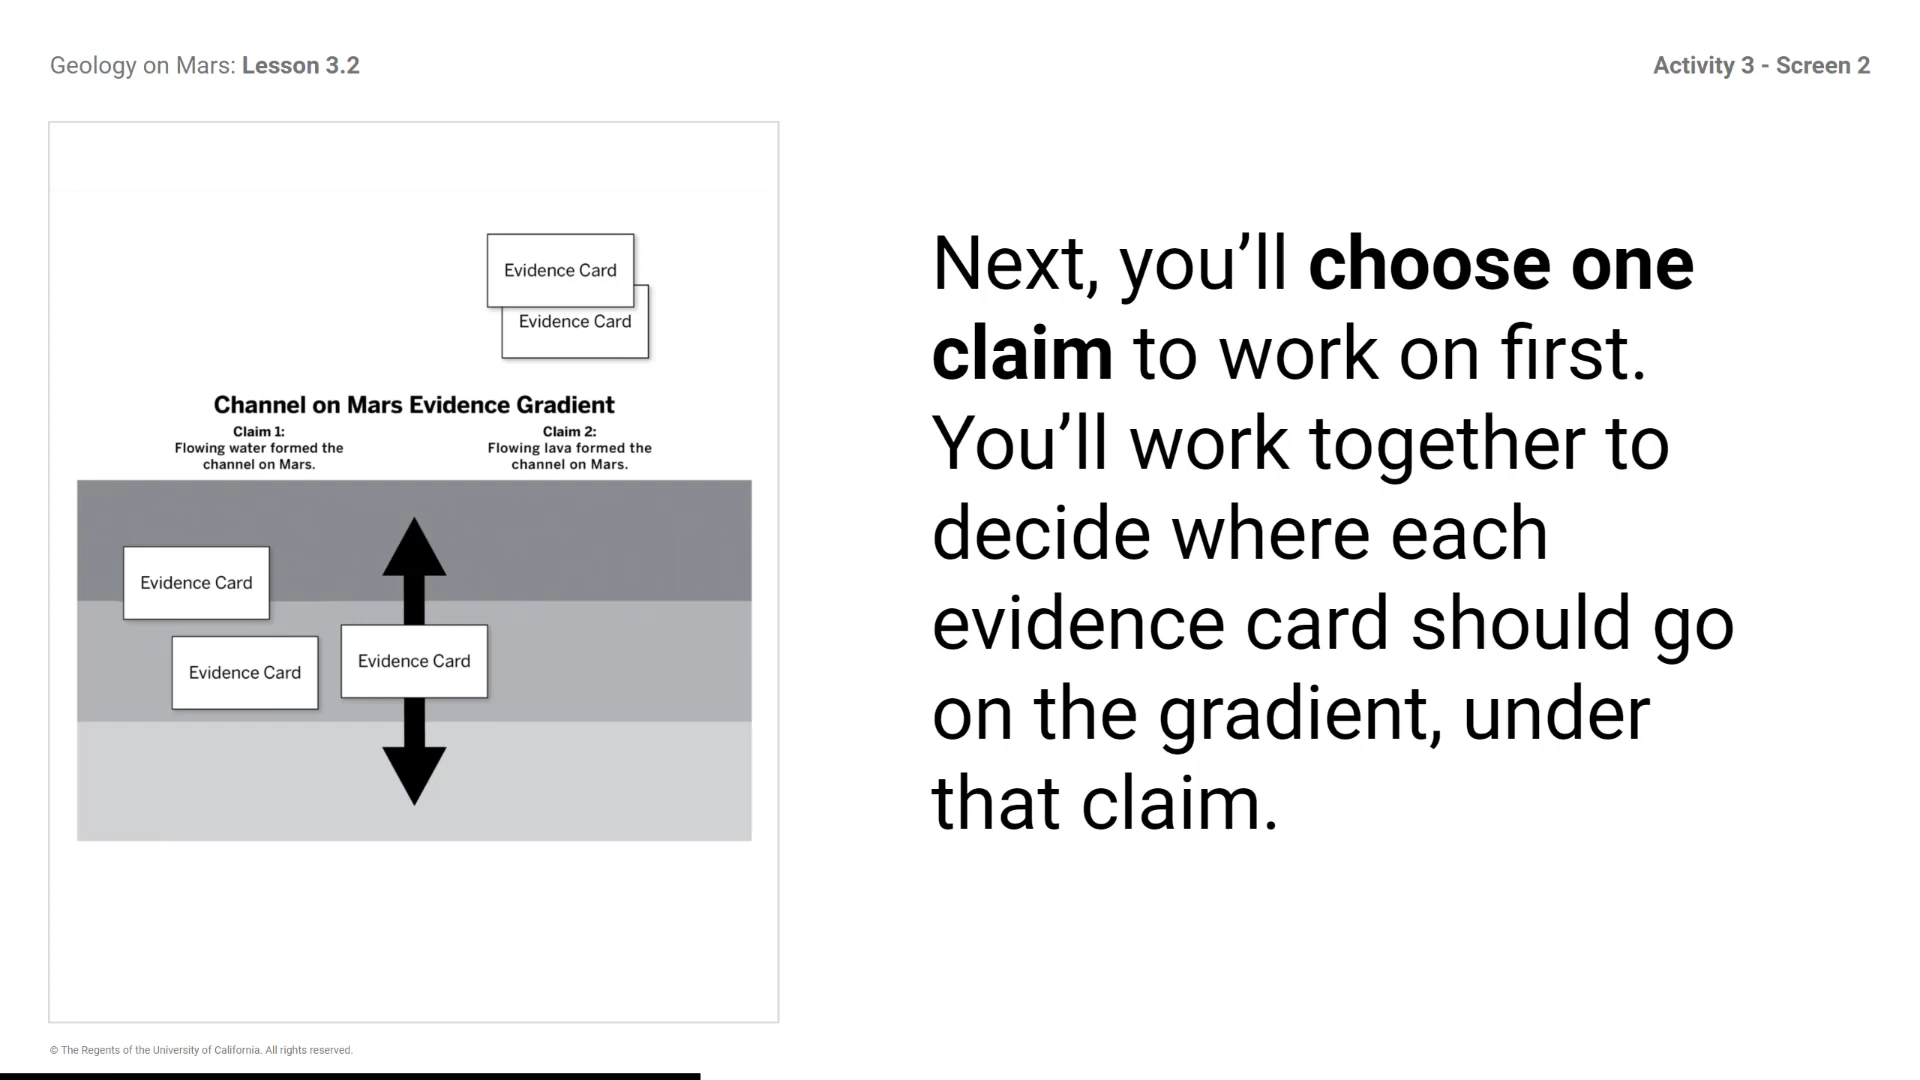 Geology on Mars: Lesson 3.2
Activity 3 - Screen 2
Evidence Card
Evidence Card
Channel on Mars Evidence Gradient
Claim 1:
Flowing water formed the
channel on Mars.
Claim 2:
Flowing lava formed the
channel on Mars.
Evidence Card
Evidence Card
Evidence Card
Next, you’ll choose one
claim to work on first.
You’ll work together to
decide where each
evidence card should go
on the gradient, under
that claim.
© The Regents of the University of California. All rights reserved.